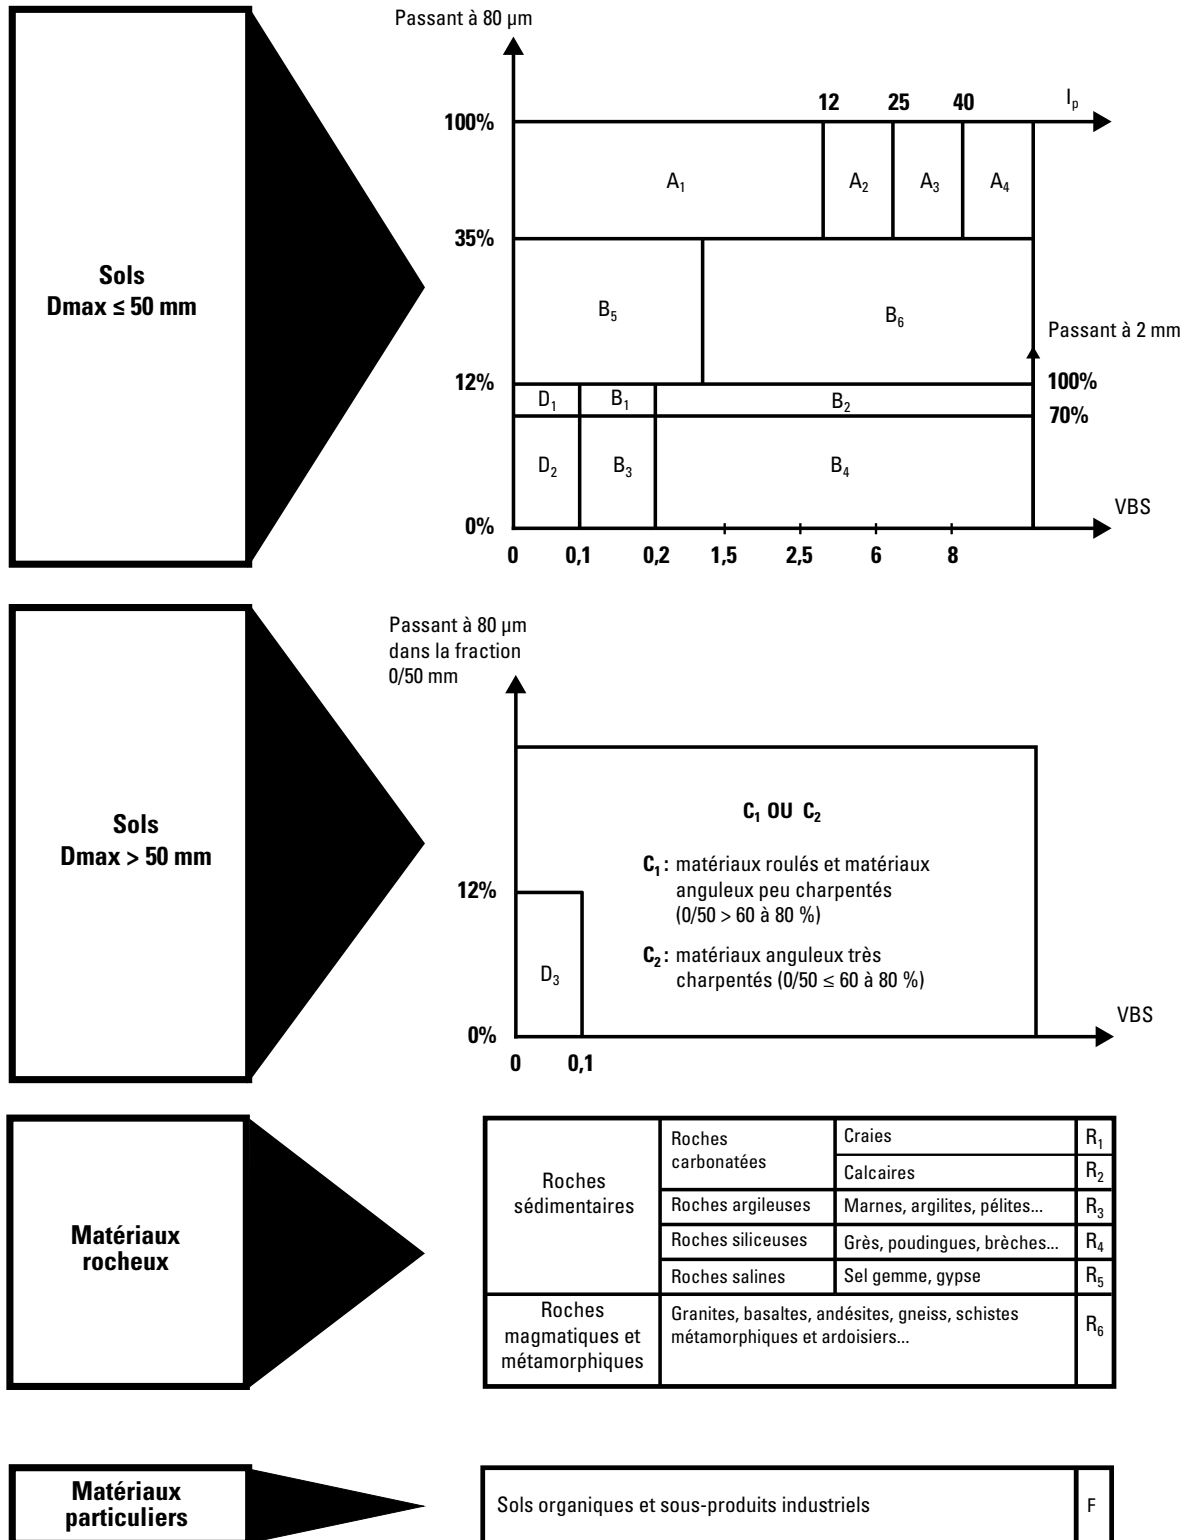 Passant à 80 µm
12 25 40 Iₚ
100%
A₁ A₂ A₃ A₄
35%
Sols
Dmax ≤ 50 mm
B₅ B₆
Passant à 2 mm
12% 100%
D₁ B₁ B₂
70%
D₂ B₃ B₄
VBS
0%
0 0,1 0,2 1,5 2,5 6 8
Passant à 80 µm
dans la fraction
0/50 mm
Sols
Dmax > 50 mm
C₁ OU C₂
C₁ : matériaux roulés et matériaux
anguleux peu charpentés
(0/50 > 60 à 80 %)
C₂ : matériaux anguleux très
charpentés (0/50 ≤ 60 à 80 %)
12%
D₃
VBS
0%
0 0,1
Matériaux
rocheux
Roches
sédimentaires
Roches
carbonatées
Craies R₁
Calcaires R₂
Roches argileuses Marnes, argilites, pélites... R₃
Roches siliceuses Grès, poudingues, brèches... R₄
Roches salines Sel gemme, gypse R₅
Roches
magmatiques et
métamorphiques
Granites, basaltes, andésites, gneiss, schistes
métamorphiques et ardoisiers...
R₆
Matériaux
particuliers
Sols organiques et sous-produits industriels F